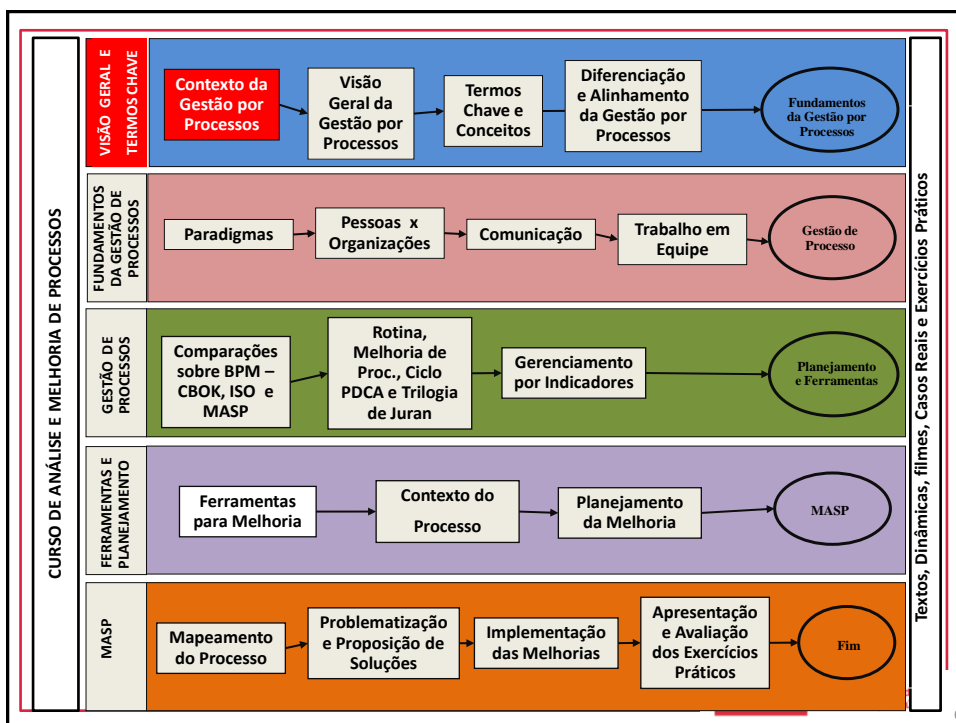 CURSO DE ANÁLISE E MELHORIA DE PROCESSOS
VISÃO GERAL E
TERMOS CHAVE
Contexto da
Gestão por
Processos
Visão
Geral da
Gestão por
Processos
Termos
Chave e
Conceitos
Diferenciação
e Alinhamento
da Gestão por
Processos
Fundamentos
da Gestão por
Processos
FUNDAMENTOS
DA GESTÃO DE
PROCESSOS
Paradigmas
Pessoas x
Organizações
Comunicação
Trabalho em
Equipe
Gestão de
Processo
GESTÃO DE
PROCESSOS
Comparações
sobre BPM –
CBOK, ISO e
MASP
Rotina,
Melhoria de
Proc., Ciclo
PDCA e Trilogia
de Juran
Gerenciamento
por Indicadores
Planejamento
e Ferramentas
FERRAMENTAS E
PLANEJAMENTO
Ferramentas
para Melhoria
Contexto do
Processo
Planejamento
da Melhoria
MASP
MASP
Mapeamento
do Processo
Problematização
e Proposição de
Soluções
Implementação
das Melhorias
Apresentação
e Avaliação
dos Exercícios
Práticos
Fim
Textos, Dinâmicas, filmes, Casos Reais e Exercícios Práticos